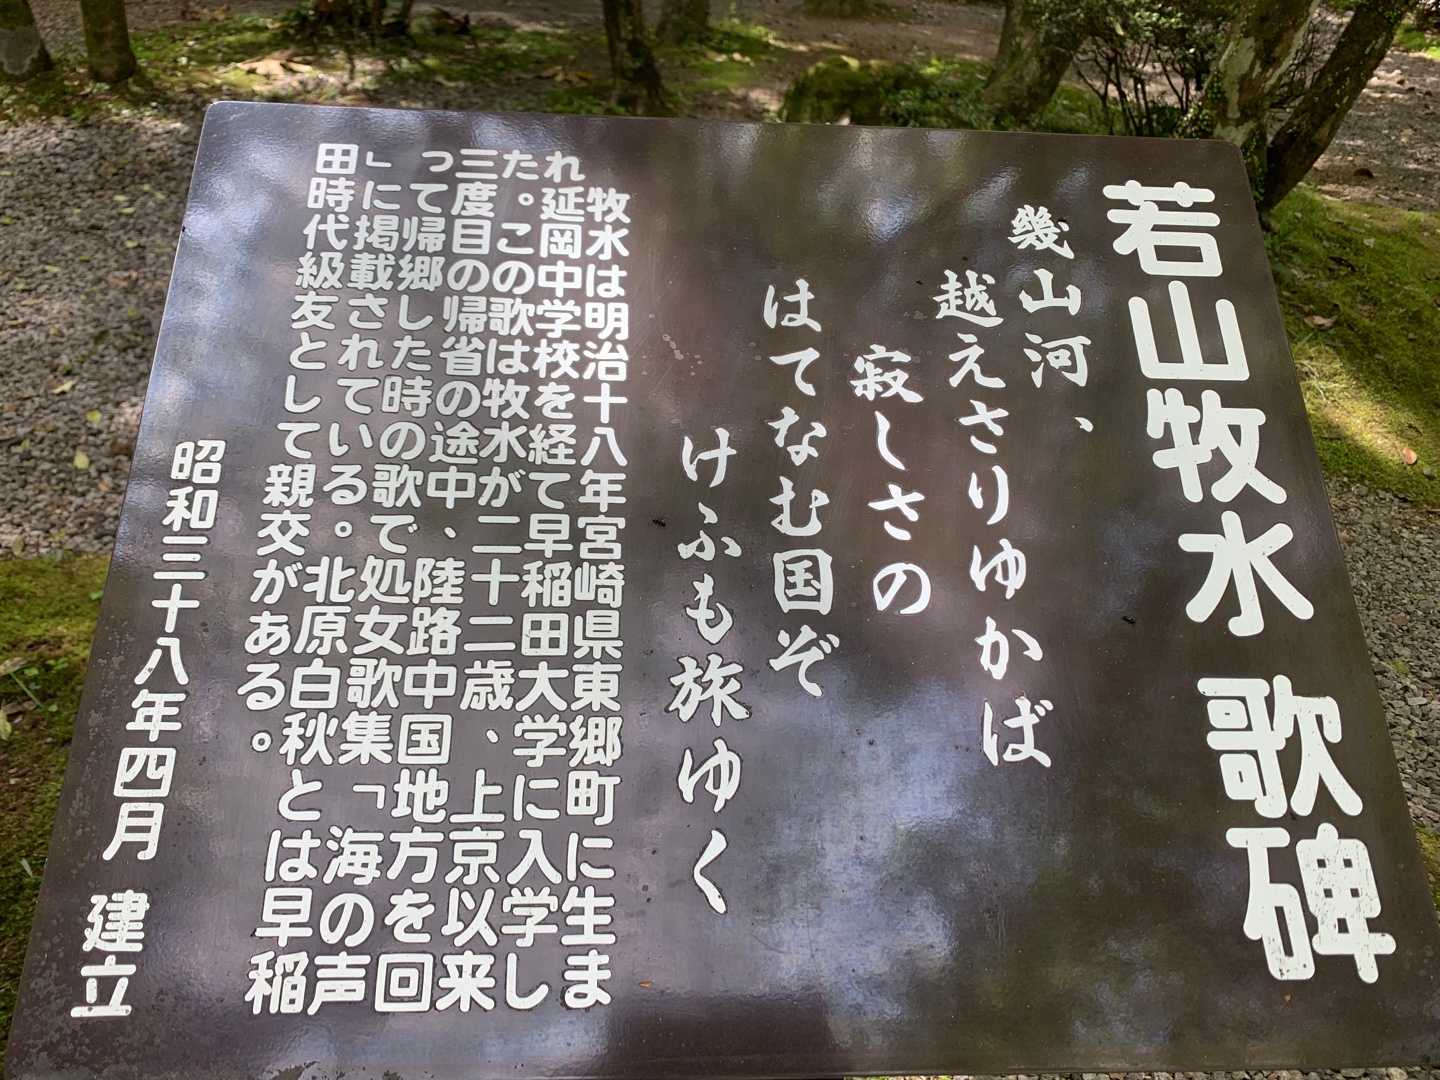 若山牧水 歌碑
幾山河、
越えさりゆかば
寂しさの
はてなむ国ぞ
けふも旅ゆく
牧水は明治十八年宮崎県東郷町に生ま
れ延岡中学校を経て早稲田大学に入学し
た。この歌は牧水が二十二歳、上京以来
三度目の帰省の途中、陸路中国地方を回
って帰郷した時の歌で処女歌集「海の声
」に掲載されている。北原白秋とは早稲
田時代級友として親交がある。
昭和三十八年四月 建立